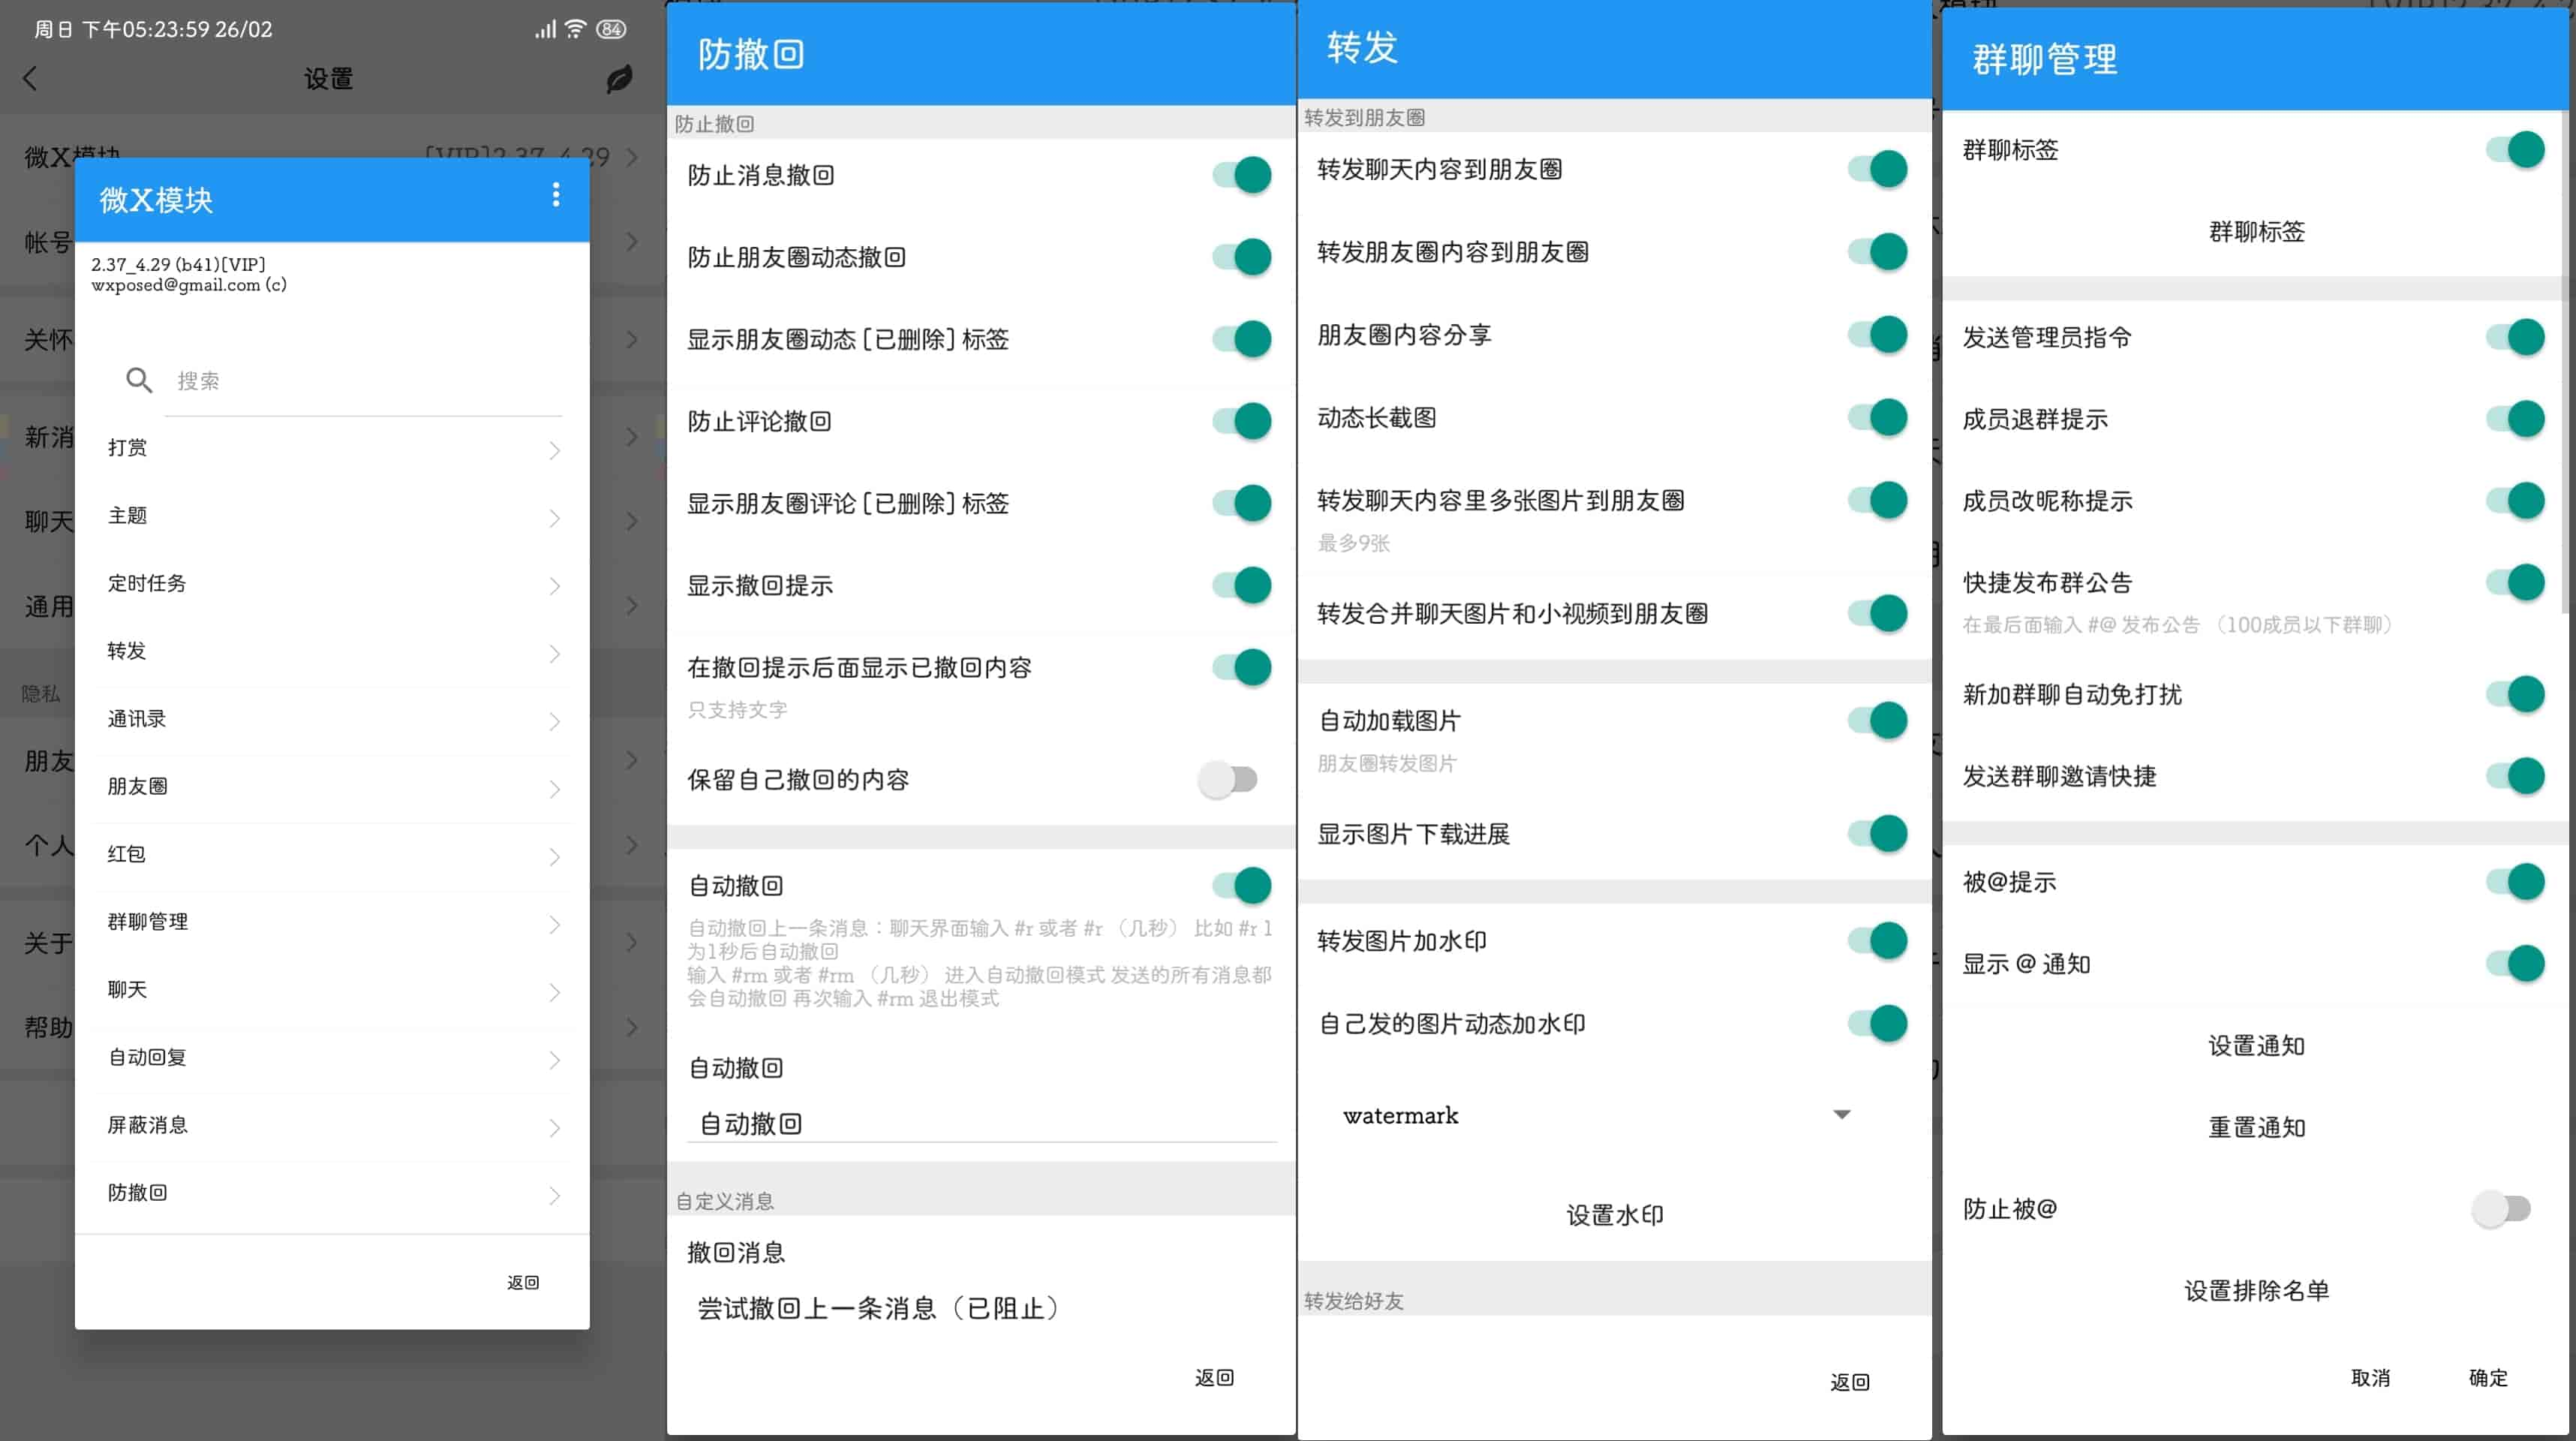 周日 下午05:23:59 26/02
84
设置
微X模块
[VIP]2.37_4.29
帐号
关怀
新消
聊天
通用
隐私
朋友
个人
关于
帮助
微X模块
2.37_4.29 (b41)[VIP]
wxposed@gmail.com (c)
搜索
打赏
主题
定时任务
转发
通讯录
朋友圈
红包
群聊管理
聊天
自动回复
屏蔽消息
防撤回
返回
防撤回
防止撤回
防止消息撤回
防止朋友圈动态撤回
显示朋友圈动态 [已删除] 标签
防止评论撤回
显示朋友圈评论 [已删除] 标签
显示撤回提示
在撤回提示后面显示已撤回内容
只支持文字
保留自己撤回的内容
自动撤回
自动撤回上一条消息：聊天界面输入 #r 或者 #r （几秒） 比如 #r 1
为1秒后自动撤回
输入 #rm 或者 #rm （几秒） 进入自动撤回模式 发送的所有消息都
会自动撤回 再次输入 #rm 退出模式
自动撤回
自动撤回
自定义消息
撤回消息
尝试撤回上一条消息（已阻止）
返回
转发
转发到朋友圈
转发聊天内容到朋友圈
转发朋友圈内容到朋友圈
朋友圈内容分享
动态长截图
转发聊天内容里多张图片到朋友圈
最多9张
转发合并聊天图片和小视频到朋友圈
自动加载图片
朋友圈转发图片
显示图片下载进展
转发图片加水印
自己发的图片动态加水印
watermark
设置水印
转发给好友
返回
群聊管理
群聊标签
群聊标签
发送管理员指令
成员退群提示
成员改昵称提示
快捷发布群公告
在最后面输入 #@ 发布公告 （100成员以下群聊）
新加群聊自动免打扰
发送群聊邀请快捷
被@提示
显示 @ 通知
设置通知
重置通知
防止被@
设置排除名单
取消
确定